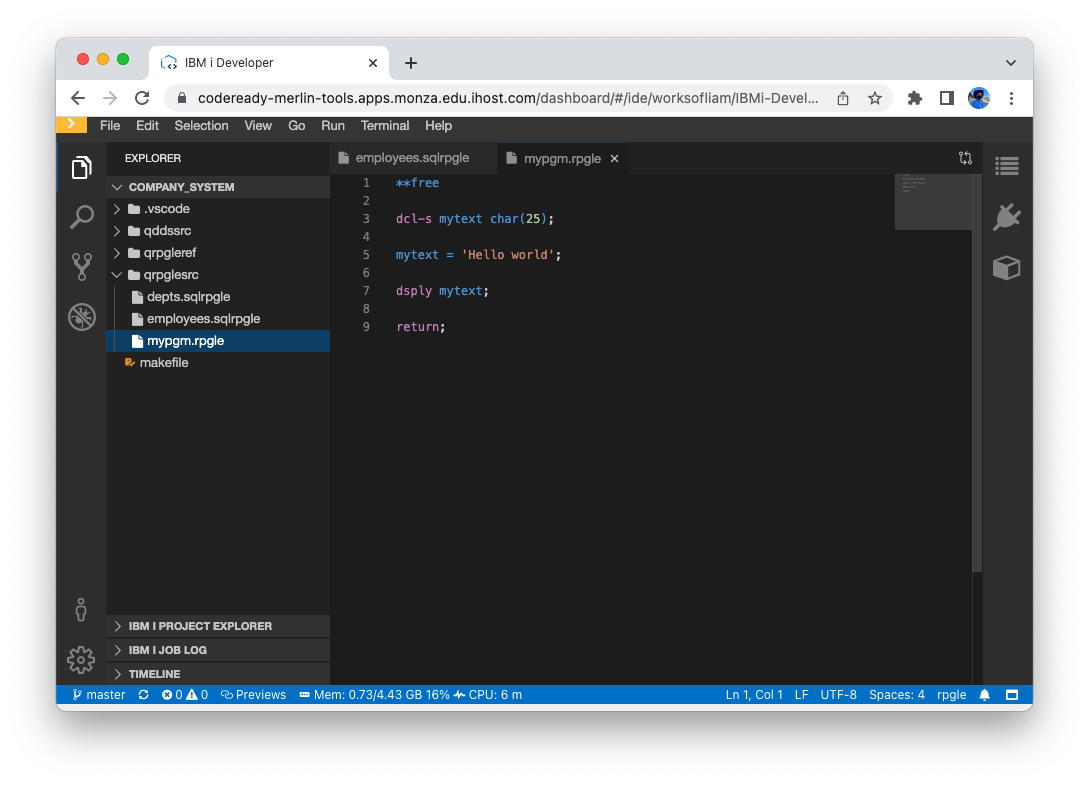 IBM i Developer
codeready-merlin-tools.apps.monza.edu.ihost.com/dashboard/#/ide/worksofliam/IBMi-Devel...
File Edit Selection View Go Run Terminal Help
EXPLORER
COMPANY_SYSTEM
.vscode
qddssrc
qrpgleref
qrpglesrc
depts.sqlrpgle
employees.sqlrpgle
mypgm.rpgle
makefile
IBM I PROJECT EXPLORER
IBM I JOB LOG
TIMELINE
employees.sqlrpgle mypgm.rpgle
1 **free
2
3 dcl-s mytext char(25);
4
5 mytext = 'Hello world';
6
7 dsply mytext;
8
9 return;
master 0 0 Previews Mem: 0.73/4.43 GB 16% CPU: 6 m Ln 1, Col 1 LF UTF-8 Spaces: 4 rpgle